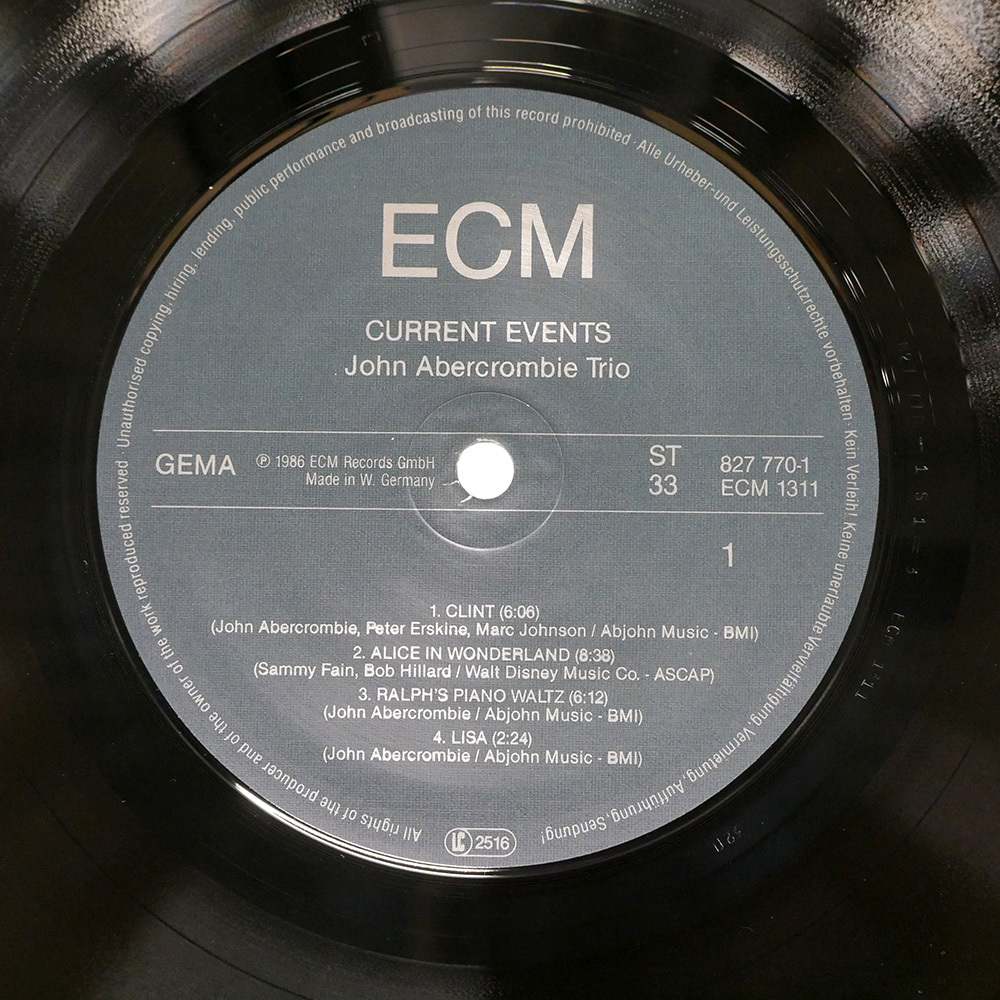 ECM
CURRENT EVENTS
John Abercrombie Trio
GEMA
℗ 1986 ECM Records GmbH
Made in W. Germany
ST
33
827 770-1
ECM 1311
1
1. CLINT (6:06)
(John Abercrombie, Peter Erskine, Marc Johnson / Abjohn Music - BMI)
2. ALICE IN WONDERLAND (8:38)
(Sammy Fain, Bob Hillard / Walt Disney Music Co. - ASCAP)
3. RALPH'S PIANO WALTZ (6:12)
(John Abercrombie / Abjohn Music - BMI)
4. LISA (2:24)
(John Abercrombie / Abjohn Music - BMI)
LC 2516
All rights of the producer and of the owner of the work reproduced reserved · Unauthorised copying, hiring, lending, public performance and broadcasting of this record prohibited · Alle Urheber-und Leistungsschutzrechte vorbehalten · Kein Verleih! Keine unerlaubte Vervielfältigung, Vermietung, Aufführung, Sendung!